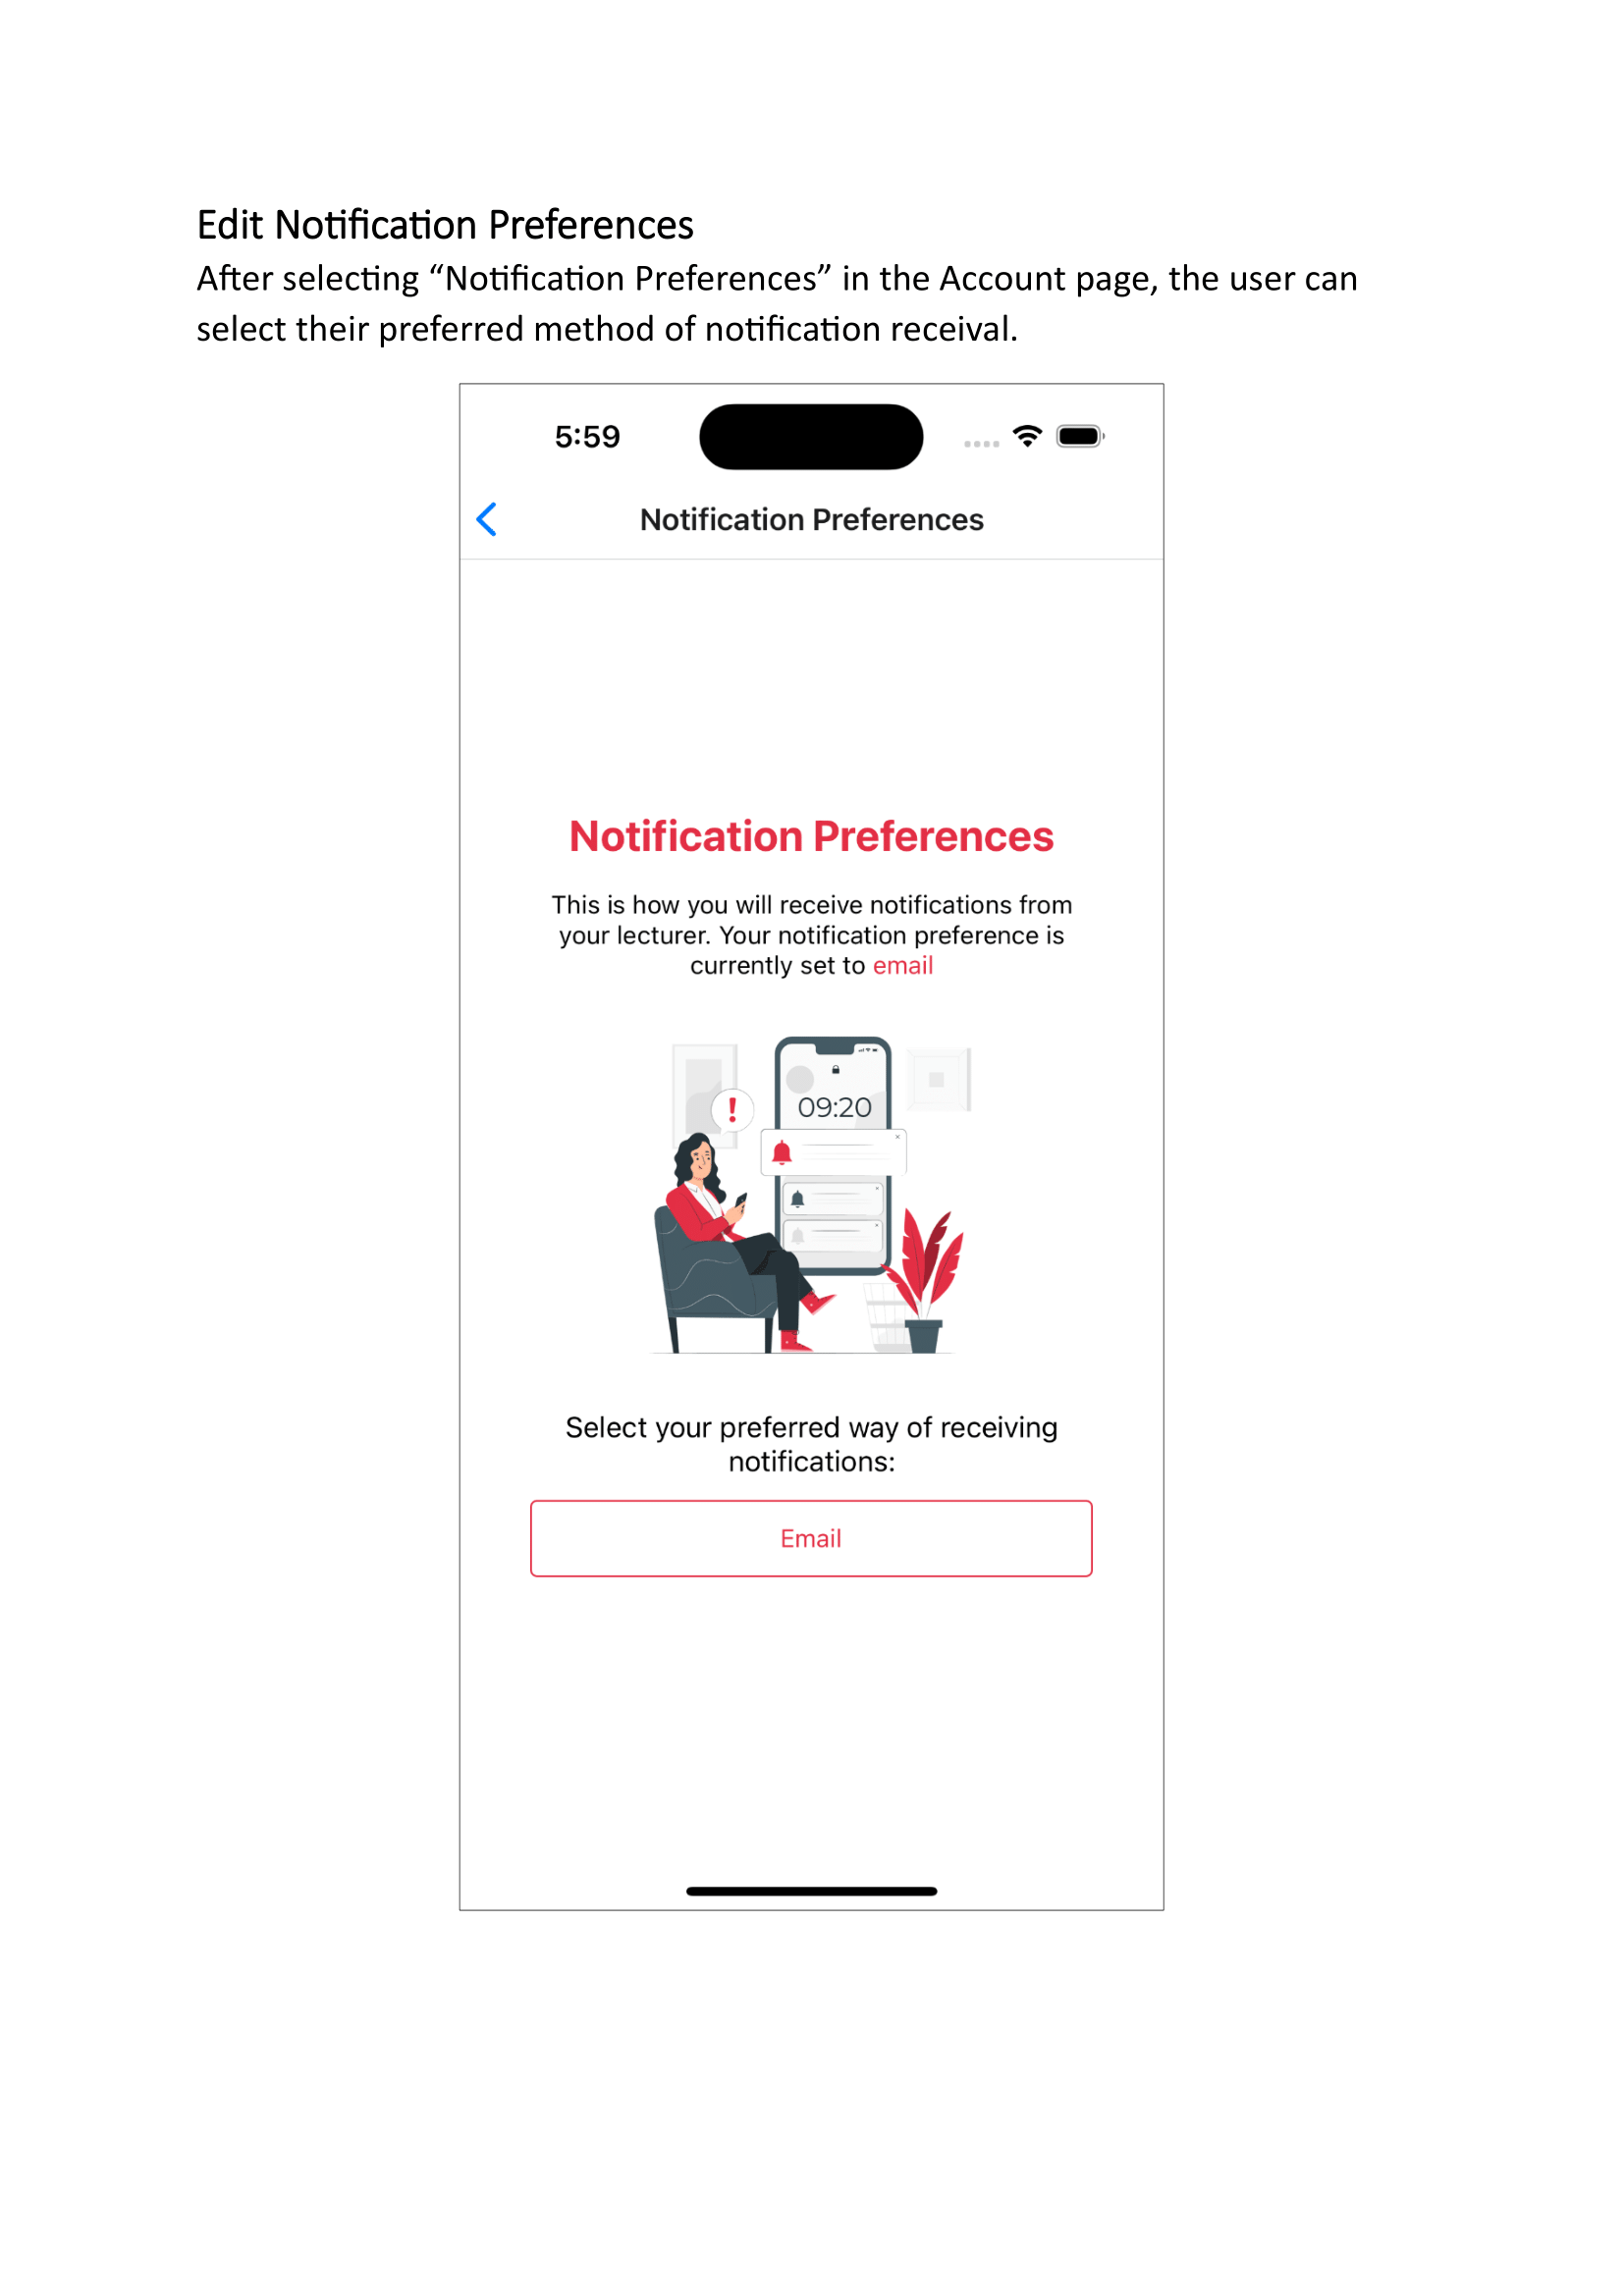 Edit Notification Preferences
After selecting “Notification Preferences” in the Account page, the user can
select their preferred method of notification receival.
5:59
Notification Preferences
Notification Preferences
This is how you will receive notifications from
your lecturer. Your notification preference is
currently set to email
!
09:20
Select your preferred way of receiving
notifications:
Email